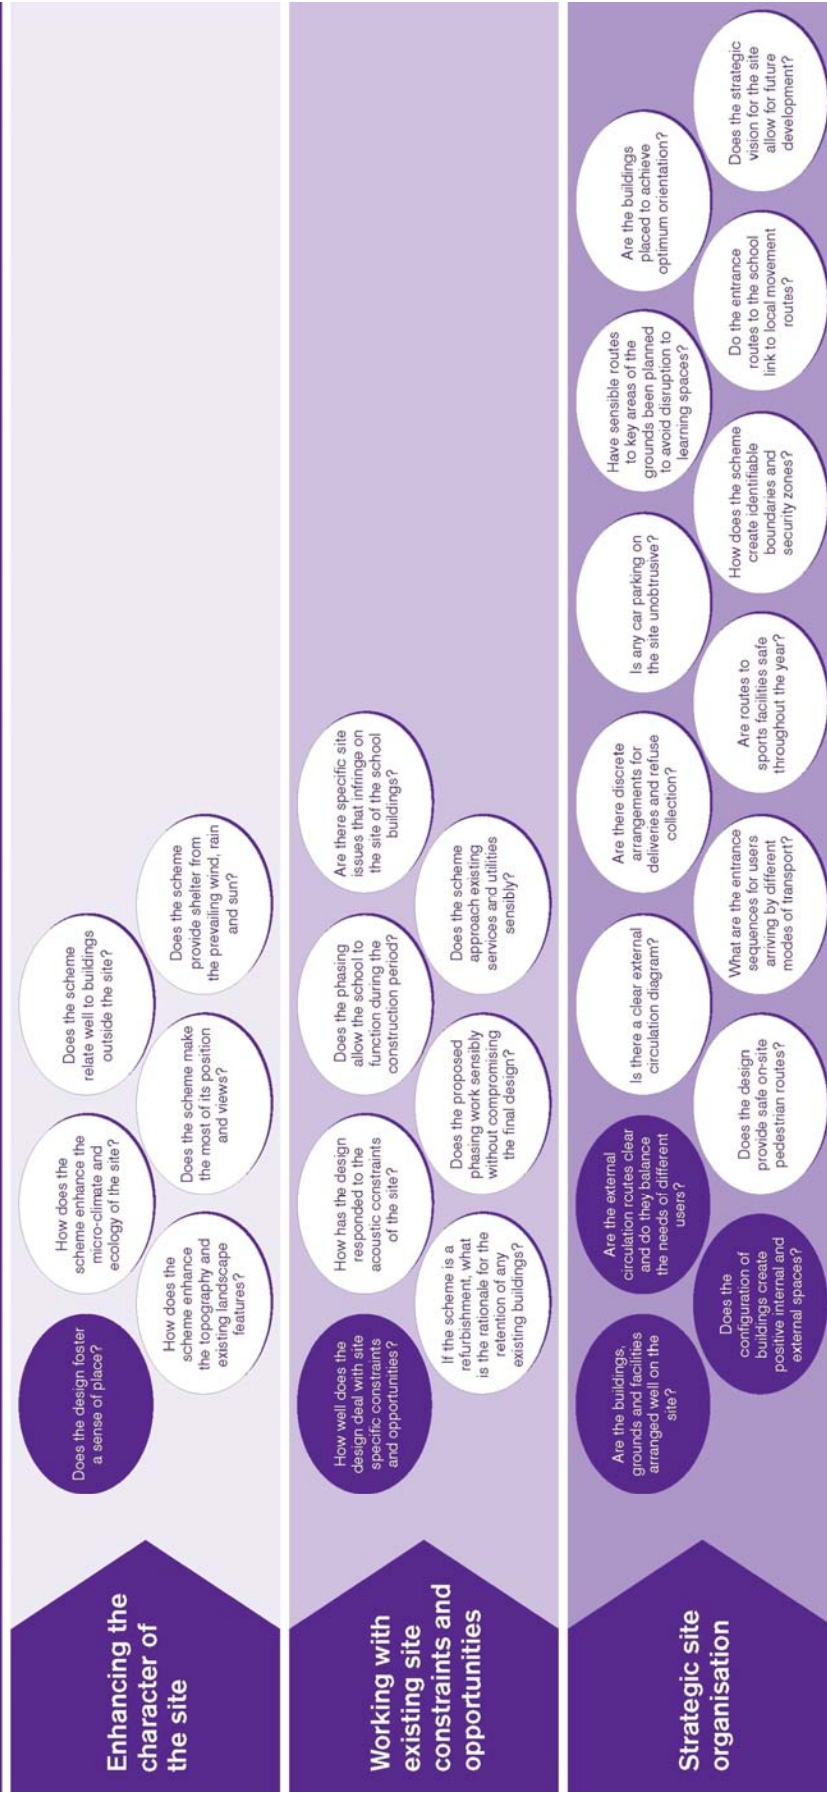 Enhancing the
character of
the site
Does the design foster
a sense of place?
How does the
scheme enhance
the topography and
existing landscape
features?
How does the
scheme enhance the
micro-climate and
ecology of the site?
Does the scheme make
the most of its position
and views?
Does the scheme
relate well to buildings
outside the site?
Does the scheme
provide shelter from
the prevailing wind, rain
and sun?
Working with
existing site
constraints and
opportunities
How well does the
design deal with site
specific constraints
and opportunities?
If the scheme is a
refurbishment, what
is the rationale for the
retention of any
existing buildings?
How has the design
responded to the
acoustic constraints
of the site?
Does the proposed
phasing work sensibly
without compromising
the final design?
Does the phasing
allow the school to
function during the
construction period?
Does the scheme
approach existing
services and utilities
sensibly?
Are there specific site
issues that infringe on
the site of the school
buildings?
Strategic site
organisation
Are the buildings,
grounds and facilities
arranged well on the
site?
Does the
configuration of
buildings create
positive internal and
external spaces?
Are the external
circulation routes clear
and do they balance
the needs of different
users?
Does the design
provide safe on-site
pedestrian routes?
Is there a clear external
circulation diagram?
What are the entrance
sequences for users
arriving by different
modes of transport?
Are there discrete
arrangements for
deliveries and refuse
collection?
Are routes to
sports facilities safe
throughout the year?
Is any car parking on
the site unobtrusive?
How does the scheme
create identifiable
boundaries and
security zones?
Have sensible routes
to key areas of the
grounds been planned
to avoid disruption to
learning spaces?
Do the entrance
routes to the school
link to local movement
routes?
Are the buildings
placed to achieve
optimum orientation?
Does the strategic
vision for the site
allow for future
development?